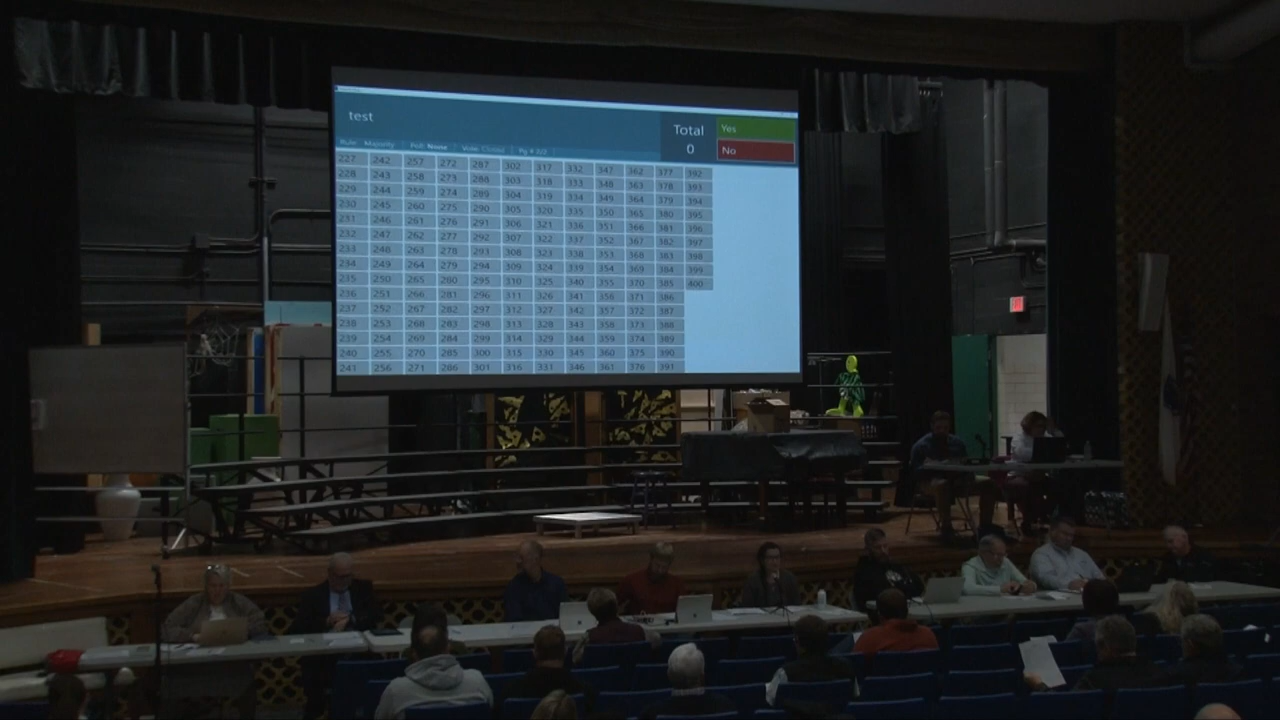 test
Total
0
Yes
No
Rule: Majority Poll: None Vote: Closed
227 242 257 272 287 302 317 332 347 362 377 392
228 243 258 273 288 303 318 333 348 363 378 393
229 244 259 274 289 304 319 334 349 364 379 394
230 245 260 275 290 305 320 335 350 365 380 395
231 246 261 276 291 306 321 336 351 366 381 396
232 247 262 277 292 307 322 337 352 367 382 397
233 248 263 278 293 308 323 338 353 368 383 398
234 249 264 279 294 309 324 339 354 369 384 399
235 250 265 280 295 310 325 340 355 370 385 400
236 251 266 281 296 311 326 341 356 371 386
237 252 267 282 297 312 327 342 357 372 387
238 253 268 283 298 313 328 343 358 373 388
239 254 269 284 299 314 329 344 359 374 389
240 255 270 285 300 315 330 345 360 375 390
241 256 271 286 301 316 331 346 361 376 391